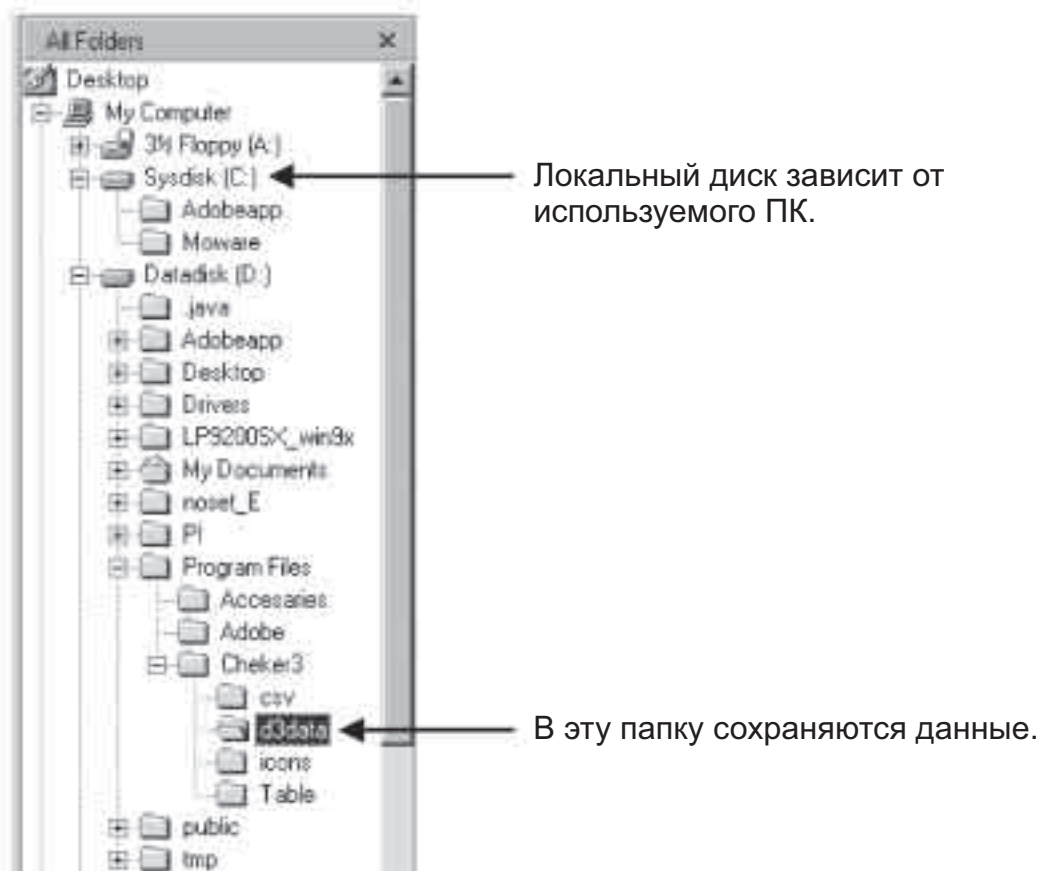 All Folders
Desktop
My Computer
3½ Floppy (A:)
Sysdisk (C:)
Adobeapp
Moware
Datadisk (D:)
.java
Adobeapp
Desktop
Drivers
LP9200SX_win9x
My Documents
noset_E
PI
Program Files
Accesaries
Adobe
Cheker3
csv
d3data
icons
Table
public
tmp
Локальный диск зависит от
используемого ПК.
В эту папку сохраняются данные.